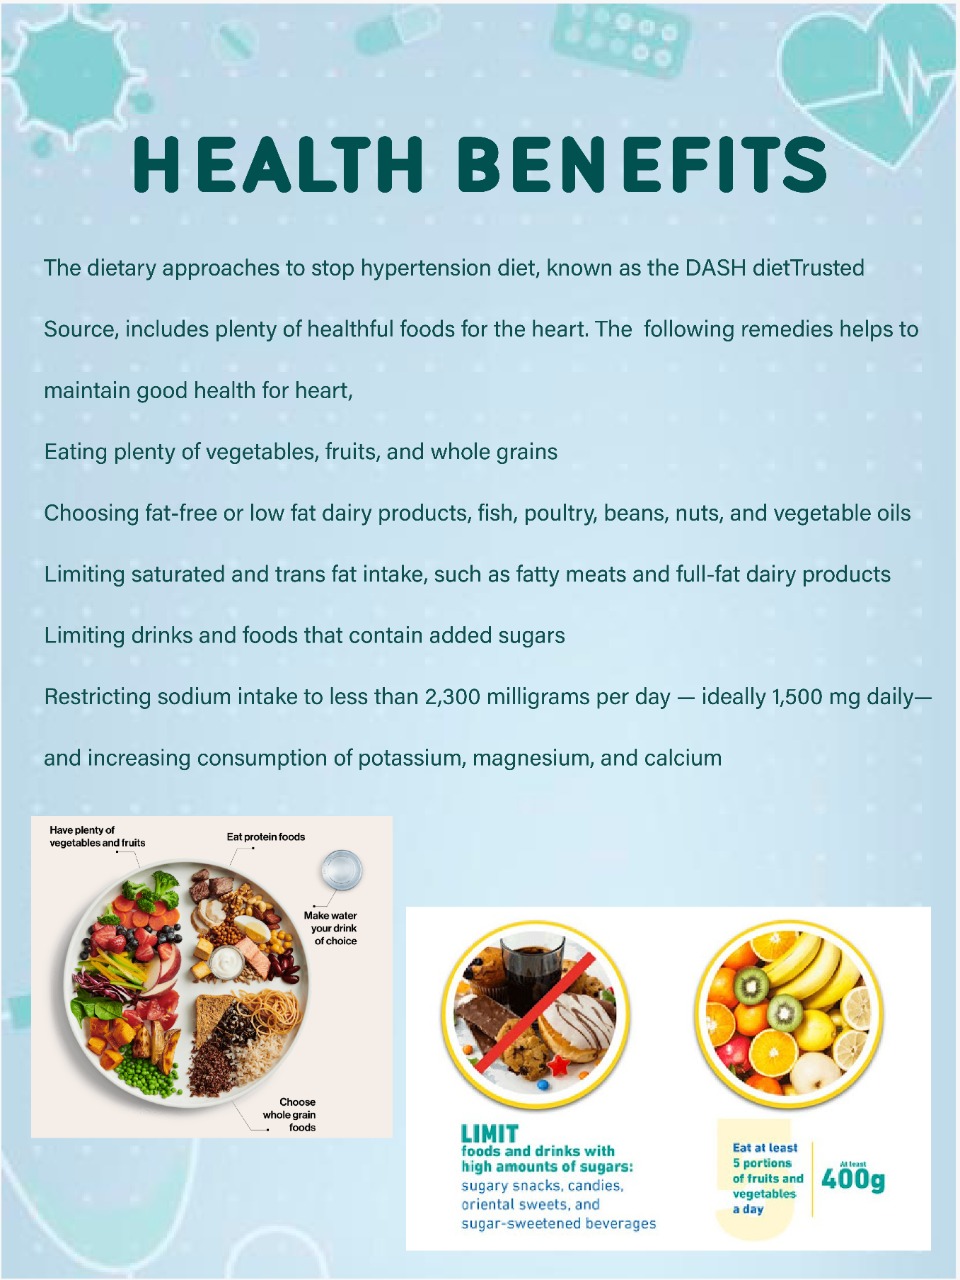 HEALTH BENEFITS
The dietary approaches to stop hypertension diet, known as the DASH dietTrusted
Source, includes plenty of healthful foods for the heart. The  following remedies helps to
maintain good health for heart,
Eating plenty of vegetables, fruits, and whole grains
Choosing fat-free or low fat dairy products, fish, poultry, beans, nuts, and vegetable oils
Limiting saturated and trans fat intake, such as fatty meats and full-fat dairy products
Limiting drinks and foods that contain added sugars
Restricting sodium intake to less than 2,300 milligrams per day — ideally 1,500 mg daily—
and increasing consumption of potassium, magnesium, and calcium
Have plenty of
vegetables and fruits
Eat protein foods
Make water
your drink
of choice
Choose
whole grain
foods
LIMIT
foods and drinks with
high amounts of sugars:
sugary snacks, candies,
oriental sweets, and
sugar-sweetened beverages
5
Eat at least
5 portions
of fruits and
vegetables
a day
At least
400g